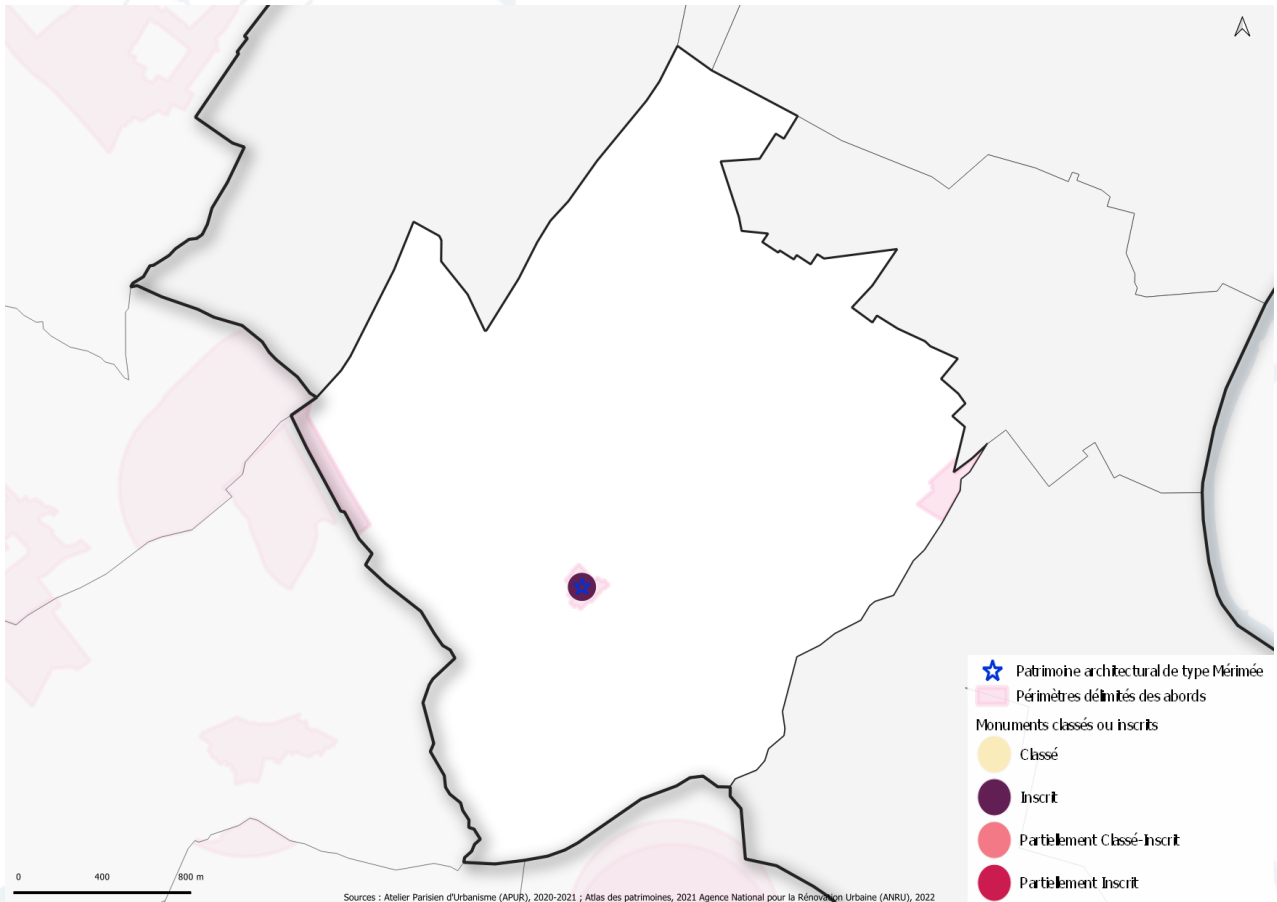 Patrimoine architectural de type Mérimée
Périmètres délimités des abords
Monuments classés ou inscrits
Classé
Inscrit
Partiellement Classé-Inscrit
Partiellement Inscrit
0 400 800 m
Sources : Atelier Parisien d'Urbanisme (APUR), 2020-2021 ; Atlas des patrimoines, 2021 Agence National pour la Rénovation Urbaine (ANRU), 2022